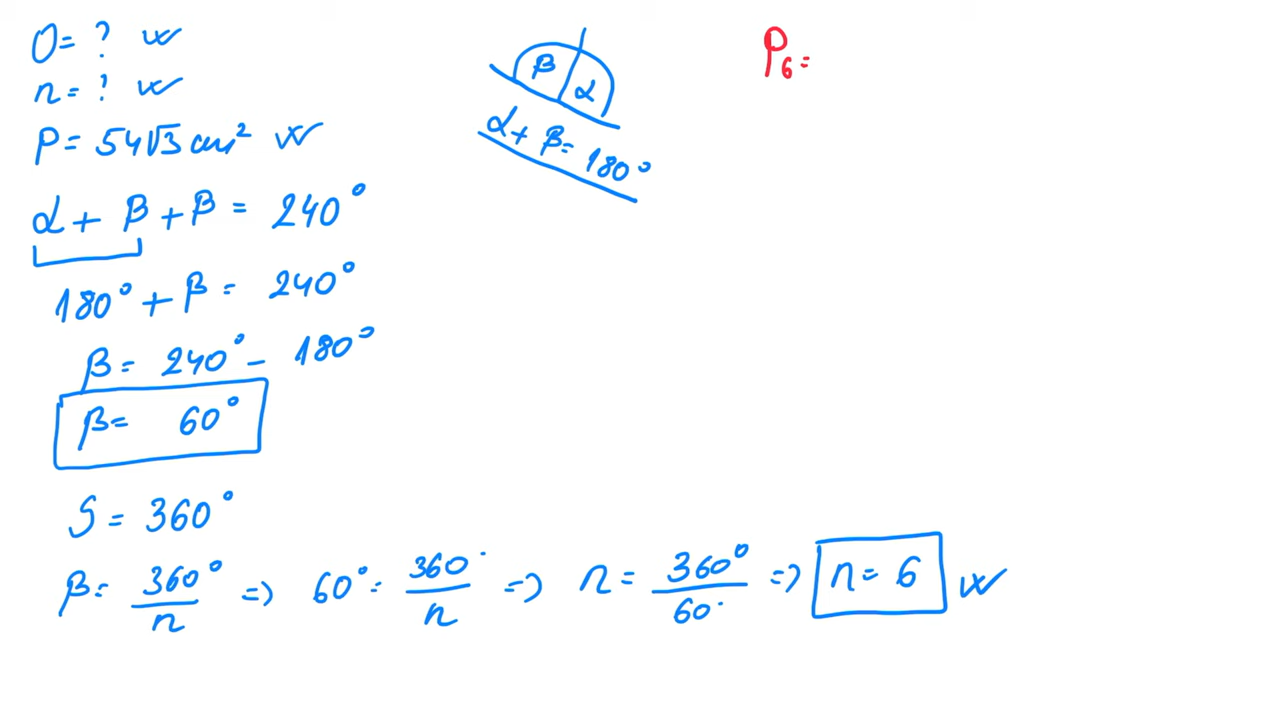 O= ? w
n= ? w
P= 54√3 cm² w
α + β + β = 240°
180° + β = 240°
β = 240° - 180°
β = 60°
S = 360°
β = 360°/n => 60° = 360°/n => n = 360°/60° => n = 6 w
β α
α + β = 180°
P₆ =